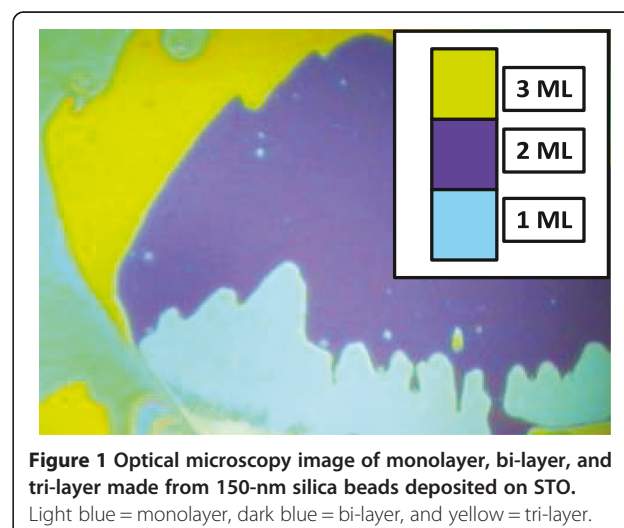 3 ML
2 ML
1 ML
Figure 1 Optical microscopy image of monolayer, bi-layer, and
tri-layer made from 150-nm silica beads deposited on STO.
Light blue = monolayer, dark blue = bi-layer, and yellow = tri-layer.